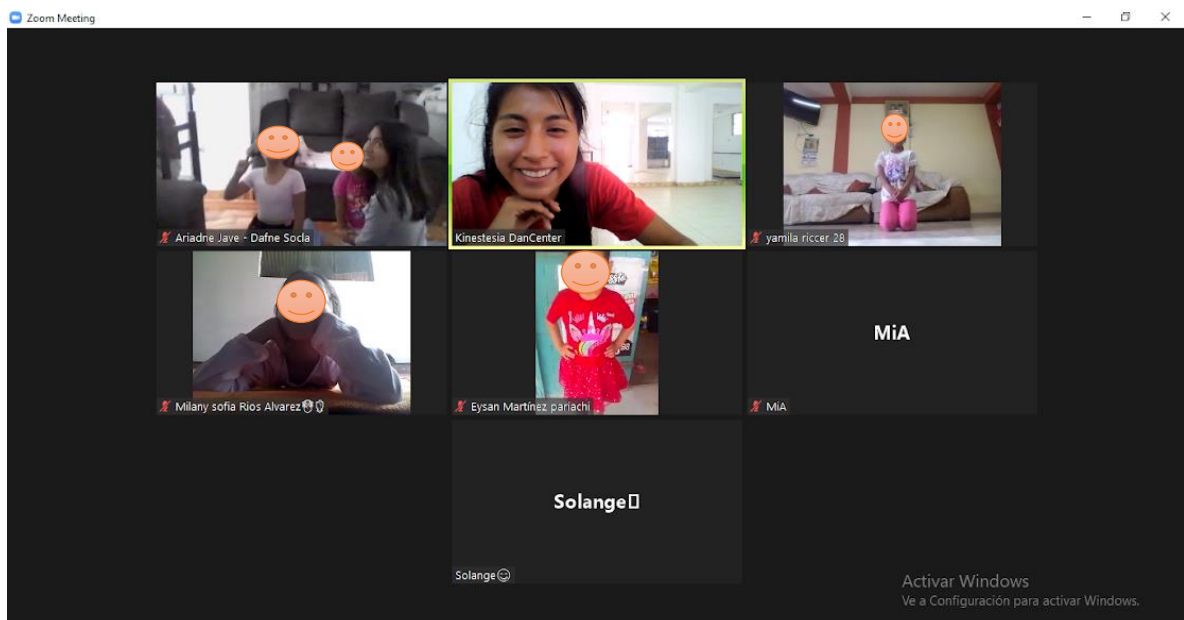 Zoom Meeting
Ariadne Jave - Dafne Socla
Kinestesia DanCenter
yamila riccer 28
Milany sofia Rios Alvarez
Eysan Martínez pariachi
MiA
MiA
Solange
Solange😊
Activar Windows
Ve a Configuración para activar Windows.